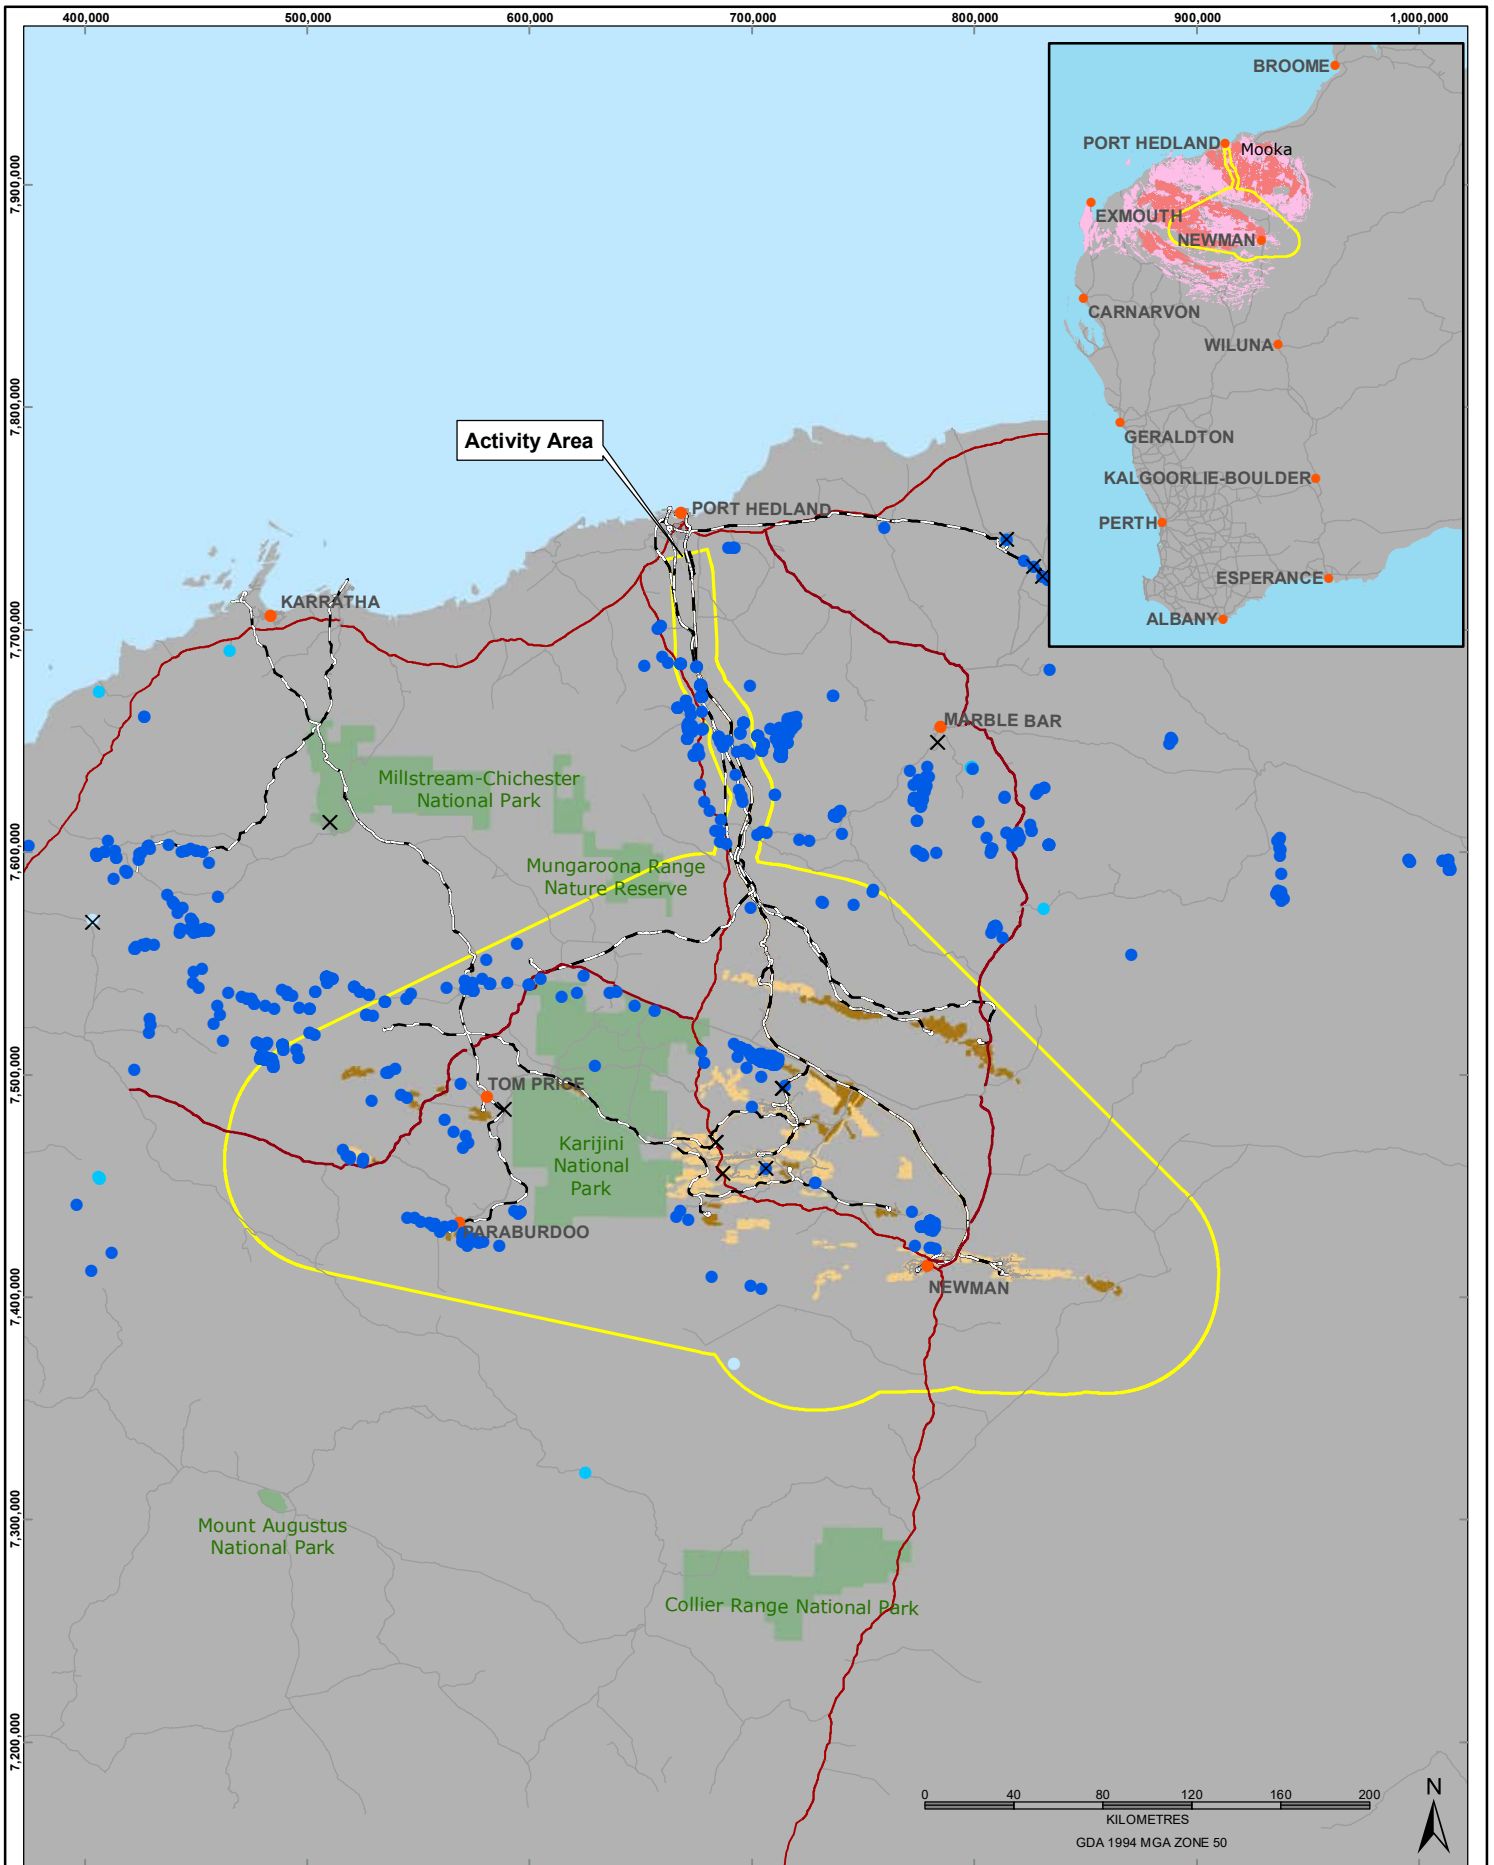 400,000
500,000
600,000
700,000
800,000
900,000
1,000,000
7,900,000
7,800,000
7,700,000
7,600,000
7,500,000
7,400,000
7,300,000
7,200,000
BROOME
PORT HEDLAND
Mooka
EXMOUTH
NEWMAN
CARNARVON
WILUNA
GERALDTON
KALGOORLIE-BOULDER
PERTH
ESPERANCE
ALBANY
Activity Area
PORT HEDLAND
KARRATHA
MARBLE BAR
Millstream-Chichester
National Park
Mungaroona Range
Nature Reserve
TOM PRICE
Karijini
National
Park
PARABURDOO
NEWMAN
Mount Augustus
National Park
Collier Range National Park
0
40
80
120
160
200
KILOMETRES
GDA 1994 MGA ZONE 50
N